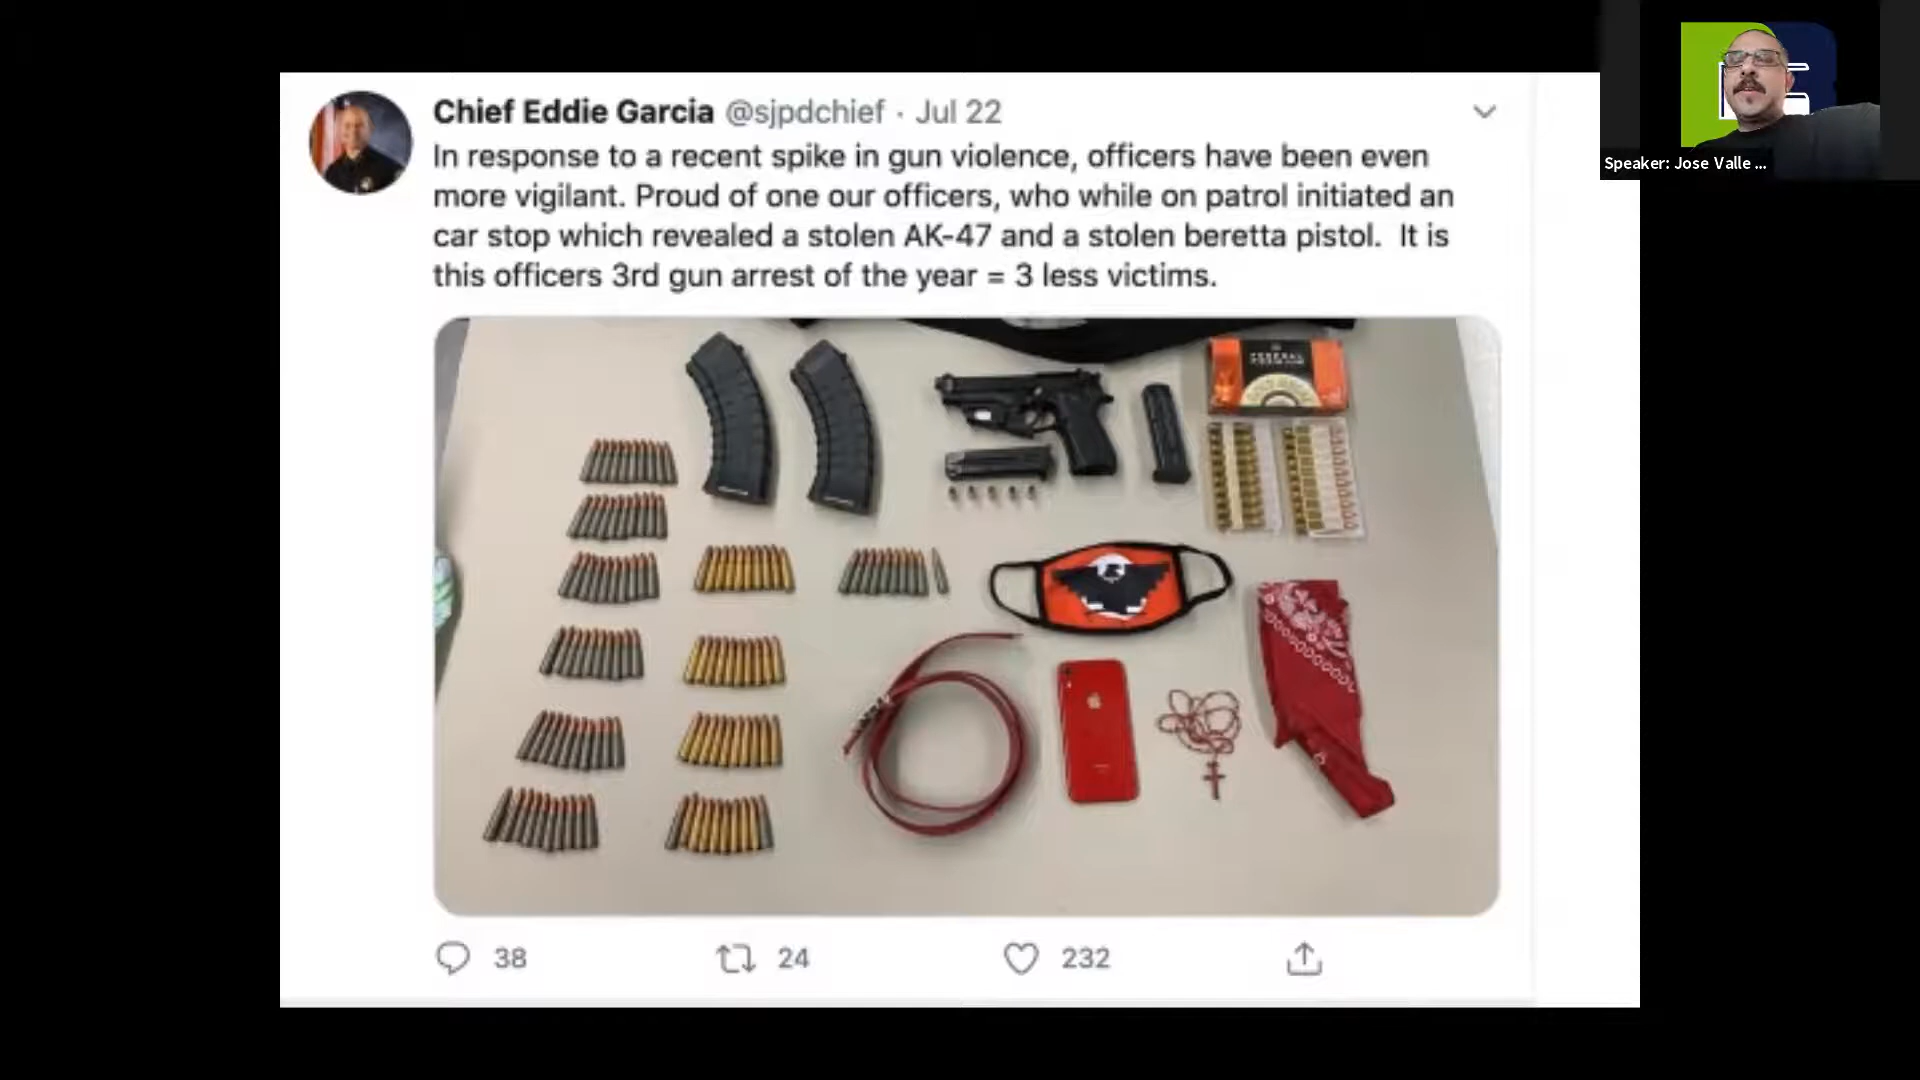 Chief Eddie Garcia @sjpdchief · Jul 22
In response to a recent spike in gun violence, officers have been even
more vigilant. Proud of one our officers, who while on patrol initiated an
car stop which revealed a stolen AK-47 and a stolen beretta pistol. It is
this officers 3rd gun arrest of the year = 3 less victims.
FEDERAL
38
24
232
Speaker: Jose Valle ...